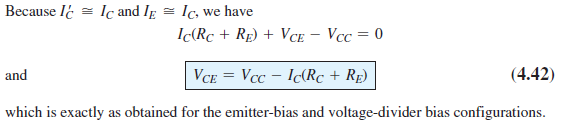 Because I'C ≅ IC and IE ≅ IC, we have
IC(RC + RE) + VCE − VCC = 0
and VCE = VCC − IC(RC + RE) (4.42)
which is exactly as obtained for the emitter-bias and voltage-divider bias configurations.